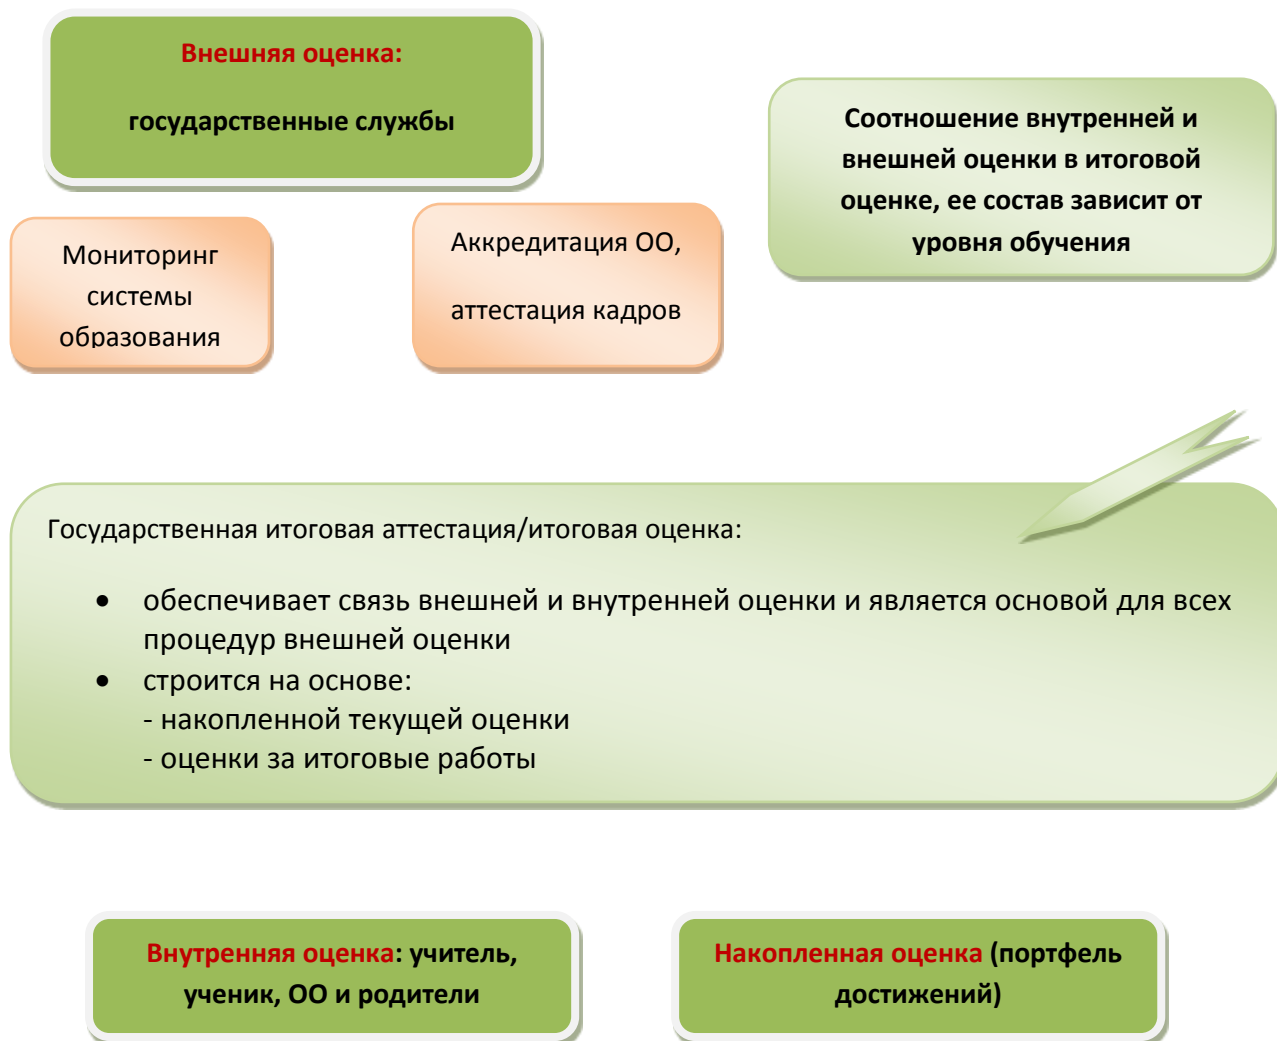 Внешняя оценка:
государственные службы
Соотношение внутренней и
внешней оценки в итоговой
оценке, ее состав зависит от
уровня обучения
Мониторинг
системы
образования
Аккредитация ОО,
аттестация кадров
Государственная итоговая аттестация/итоговая оценка:
• обеспечивает связь внешней и внутренней оценки и является основой для всех
процедур внешней оценки
• строится на основе:
- накопленной текущей оценки
- оценки за итоговые работы
Внутренняя оценка: учитель,
ученик, ОО и родители
Накопленная оценка (портфель
достижений)